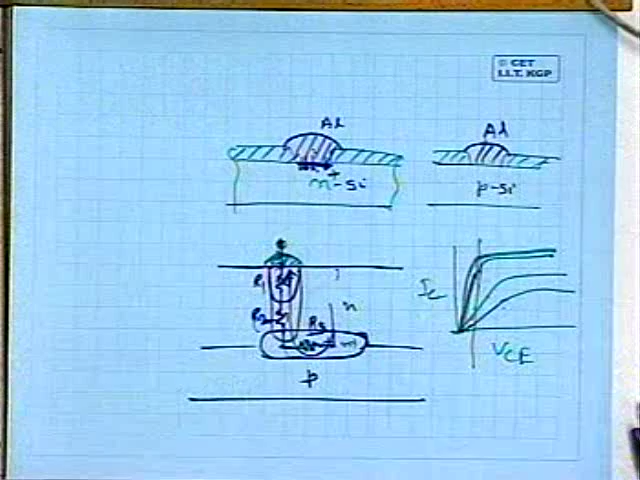 © CET
I.I.T. KGP
Al
Al
n+-si
p-si
R1
R2
R3
n
p
Ic
VCE